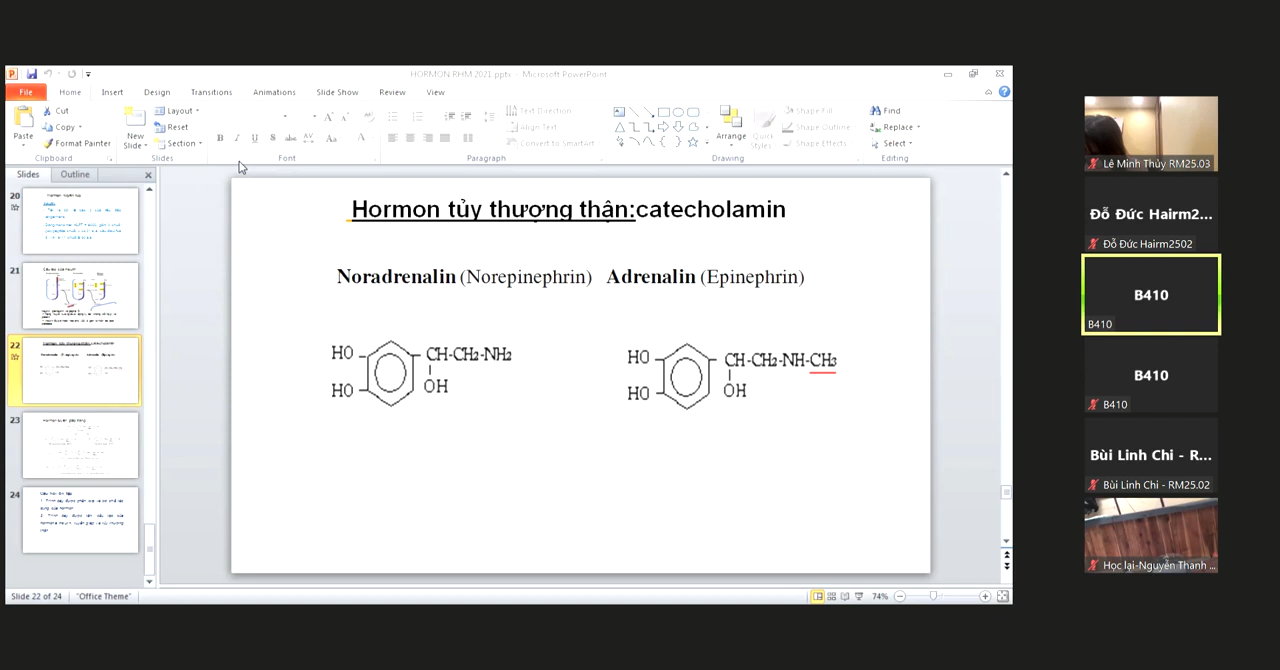 HORMON RHM 2021.pptx - Microsoft PowerPoint
File Home Insert Design Transitions Animations Slide Show Review View
Paste
Cut
Copy
Format Painter
Clipboard
New
Slide
Layout
Reset
Section
Slides
Font
Paragraph
Text Direction
Align Text
Convert to SmartArt
Arrange
Quick
Styles
Shape Fill
Shape Outline
Shape Effects
Drawing
Find
Replace
Select
Editing
Slides Outline
20
21
22
23
24
Hormon tủy thượng thận:catecholamin
Noradrenalin (Norepinephrin) Adrenalin (Epinephrin)
HO
HO
CH-CH2-NH2
OH
HO
HO
CH-CH2-NH-CH3
OH
Slide 22 of 24 "Office Theme" 74%
Lê Minh Thủy RM25.03
Đỗ Đức Hairm2...
Đỗ Đức Hairm2502
B410
B410
B410
B410
Bùi Linh Chi - R...
Bùi Linh Chi - RM25.02
Học lại-Nguyễn Thanh ...